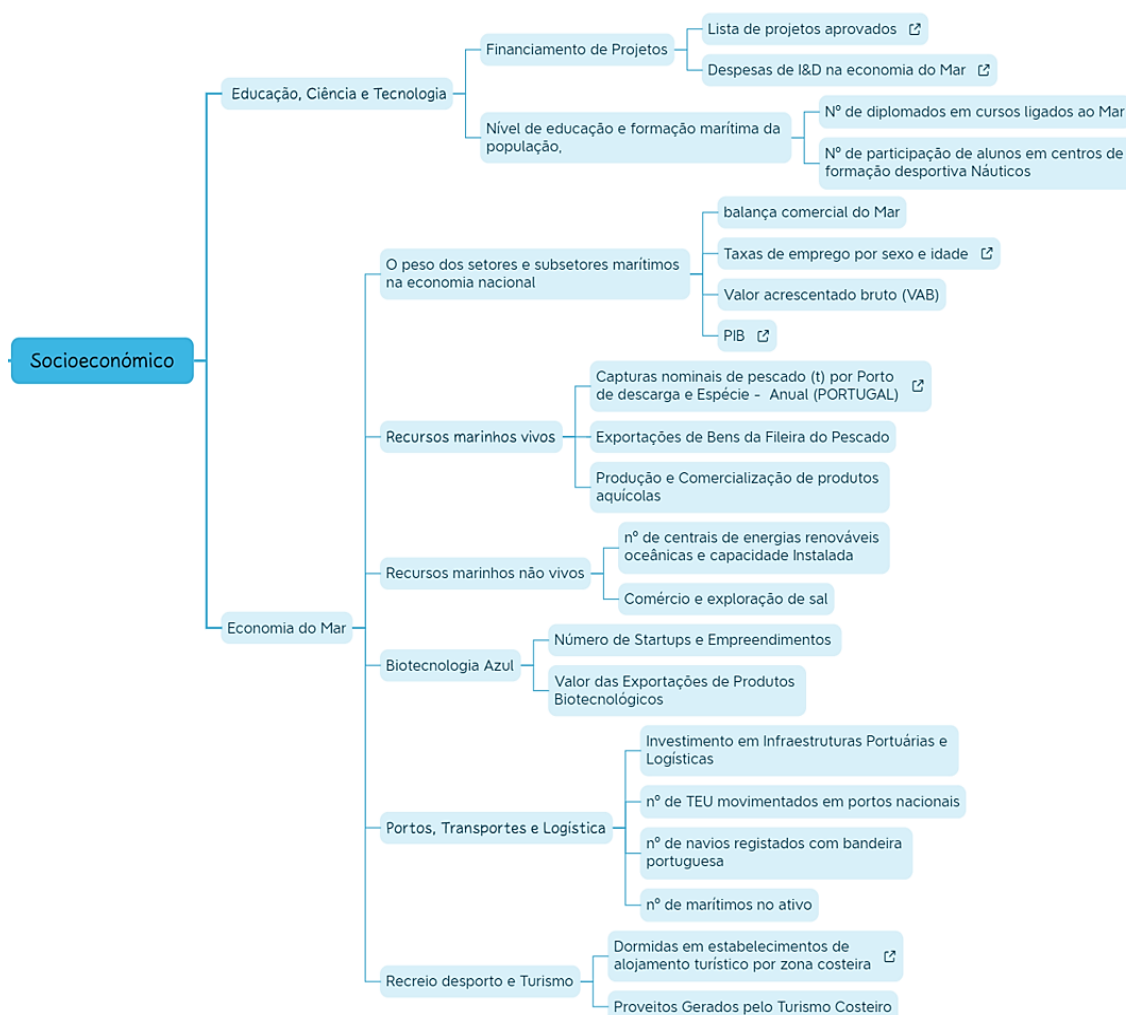 Socioeconómico
Educação, Ciência e Tecnologia
Financiamento de Projetos
Lista de projetos aprovados
Despesas de I&D na economia do Mar
Nível de educação e formação marítima da
população,
Nº de diplomados em cursos ligados ao Mar
Nº de participação de alunos em centros de
formação desportiva Náuticos
Economia do Mar
O peso dos setores e subsetores marítimos
na economia nacional
balança comercial do Mar
Taxas de emprego por sexo e idade
Valor acrescentado bruto (VAB)
PIB
Recursos marinhos vivos
Capturas nominais de pescado (t) por Porto
de descarga e Espécie - Anual (PORTUGAL)
Exportações de Bens da Fileira do Pescado
Produção e Comercialização de produtos
aquícolas
Recursos marinhos não vivos
nº de centrais de energias renováveis
oceânicas e capacidade Instalada
Comércio e exploração de sal
Biotecnologia Azul
Número de Startups e Empreendimentos
Valor das Exportações de Produtos
Biotecnológicos
Portos, Transportes e Logística
Investimento em Infraestruturas Portuárias e
Logísticas
nº de TEU movimentados em portos nacionais
nº de navios registados com bandeira
portuguesa
nº de marítimos no ativo
Recreio desporto e Turismo
Dormidas em estabelecimentos de
alojamento turístico por zona costeira
Proveitos Gerados pelo Turismo Costeiro